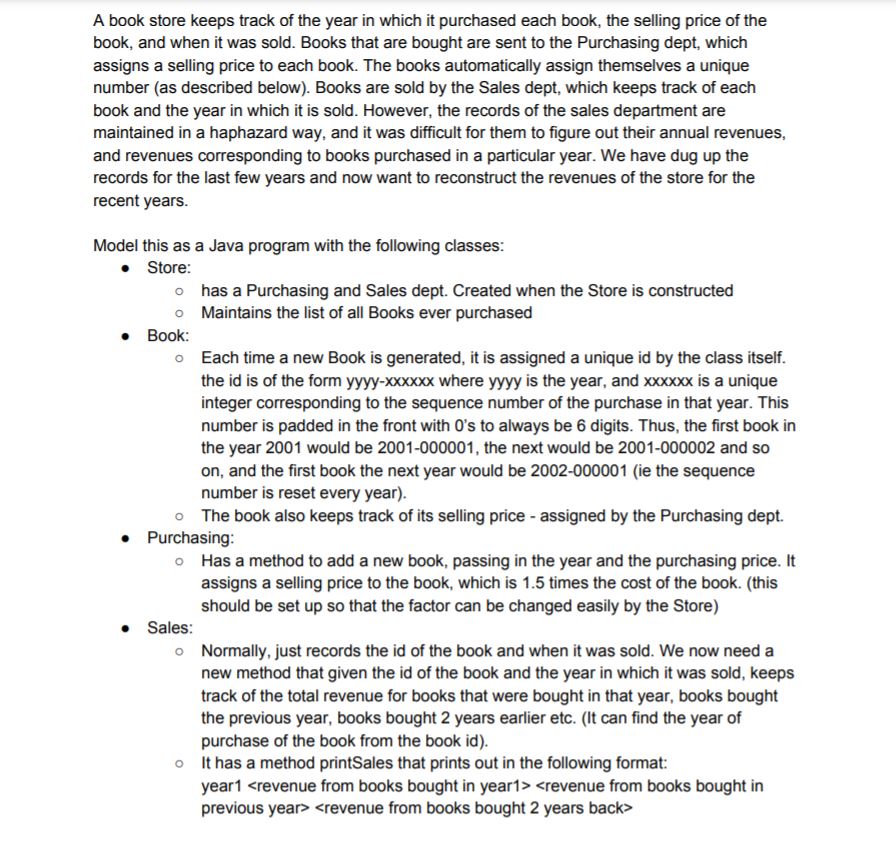 A book store keeps track of the year in which it purchased each book, the selling price of the
book, and when it was sold. Books that are bought are sent to the Purchasing dept, which
assigns a selling price to each book. The books automatically assign themselves a unique
number (as described below). Books are sold by the Sales dept, which keeps track of each
book and the year in which it is sold. However, the records of the sales department are
maintained in a haphazard way, and it was difficult for them to figure out their annual revenues,
and revenues corresponding to books purchased in a particular year. We have dug up the
records for the last few years and now want to reconstruct the revenues of the store for the
recent years.
Model this as a Java program with the following classes:
● Store:
○ has a Purchasing and Sales dept. Created when the Store is constructed
○ Maintains the list of all Books ever purchased
● Book:
○ Each time a new Book is generated, it is assigned a unique id by the class itself.
the id is of the form yyyy-xxxxxx where yyyy is the year, and xxxxxx is a unique
integer corresponding to the sequence number of the purchase in that year. This
number is padded in the front with 0's to always be 6 digits. Thus, the first book in
the year 2001 would be 2001-000001, the next would be 2001-000002 and so
on, and the first book the next year would be 2002-000001 (ie the sequence
number is reset every year).
○ The book also keeps track of its selling price - assigned by the Purchasing dept.
● Purchasing:
○ Has a method to add a new book, passing in the year and the purchasing price. It
assigns a selling price to the book, which is 1.5 times the cost of the book. (this
should be set up so that the factor can be changed easily by the Store)
● Sales:
○ Normally, just records the id of the book and when it was sold. We now need a
new method that given the id of the book and the year in which it was sold, keeps
track of the total revenue for books that were bought in that year, books bought
the previous year, books bought 2 years earlier etc. (It can find the year of
purchase of the book from the book id).
○ It has a method printSales that prints out in the following format:
year1 <revenue from books bought in year1> <revenue from books bought in
previous year> <revenue from books bought 2 years back>